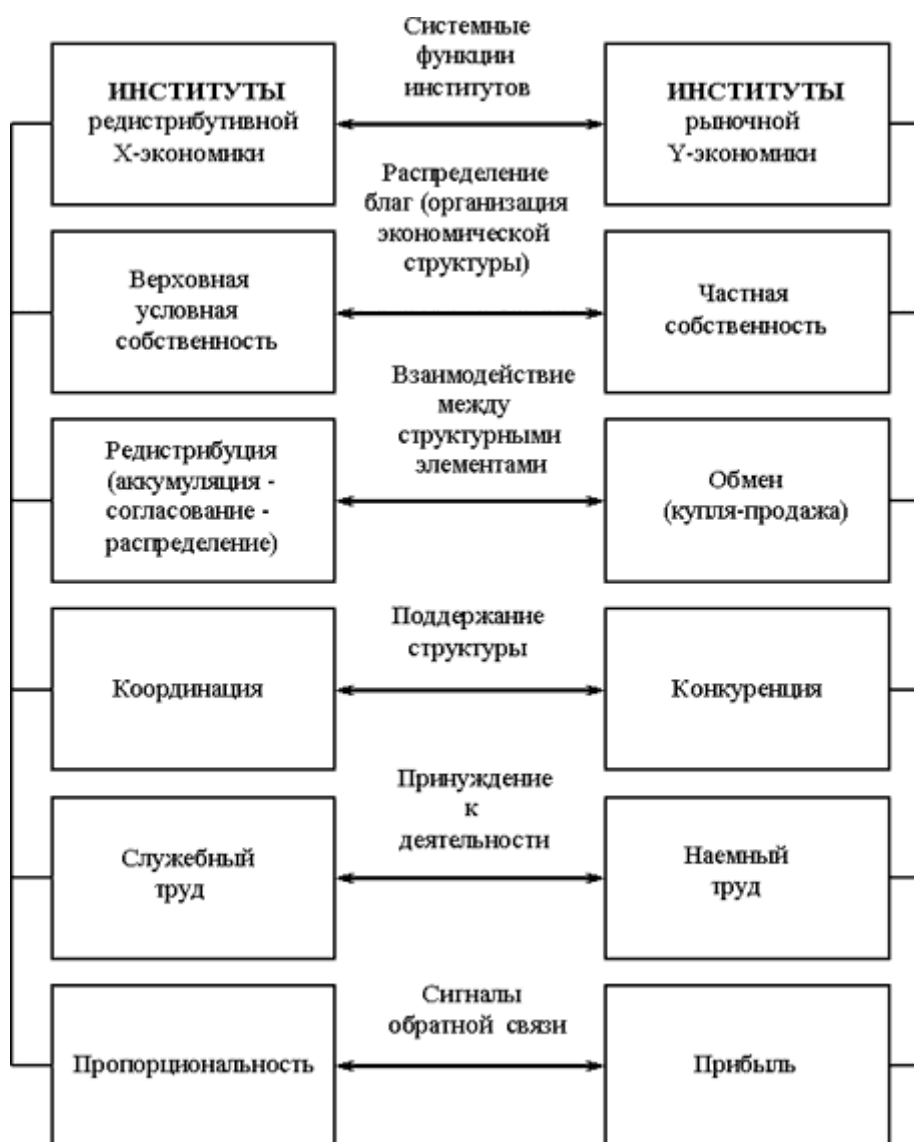 Системные
функции
институтов
ИНСТИТУТЫ
редистрибутивной
X-экономики
ИНСТИТУТЫ
рыночной
Y-экономики
Распределение
благ (организация
экономической
структуры)
Верховная
условная
собственность
Частная
собственность
Взаимодействие
между
структурными
элементами
Редистрибуция
(аккумуляция -
согласование -
распределение)
Обмен
(купля-продажа)
Поддержание
структуры
Координация
Конкуренция
Принуждение
к
деятельности
Служебный
труд
Наемный
труд
Сигналы
обратной связи
Пропорциональность
Прибыль